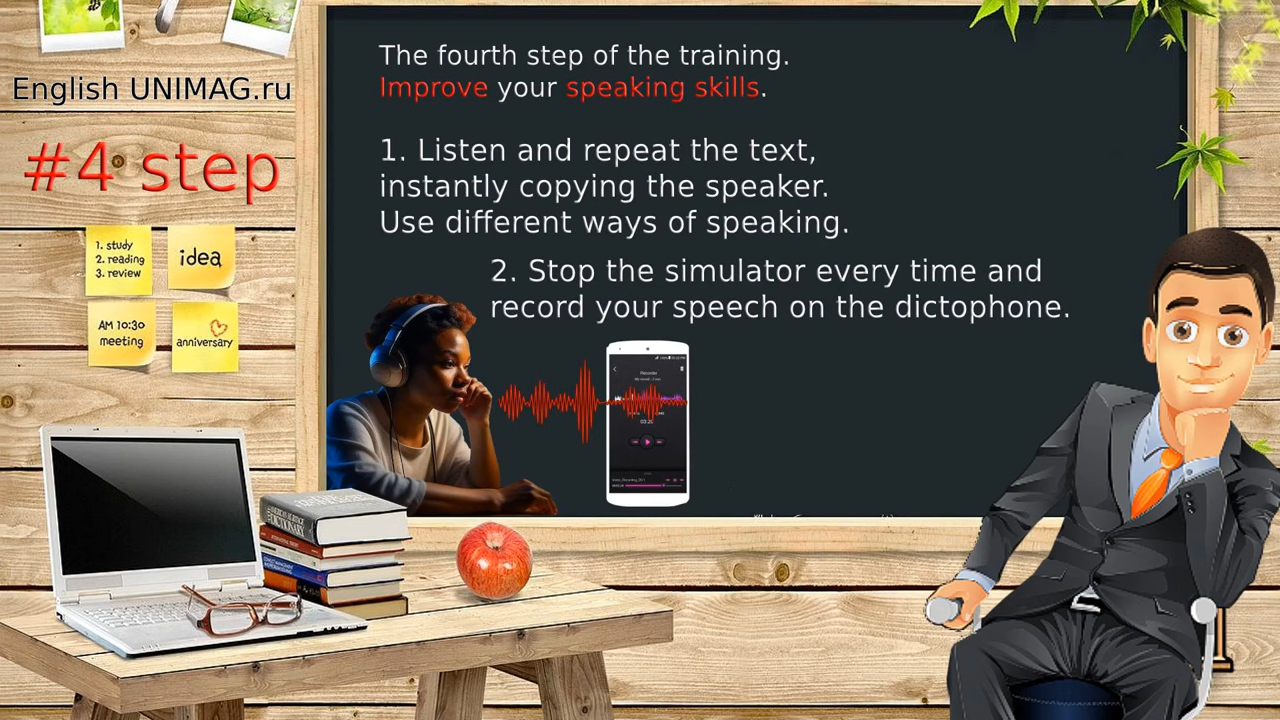 English UNIMAG.ru
#4 step
1. study
2. reading
3. review
idea
AM 10:30
meeting
anniversary
The fourth step of the training.
Improve your speaking skills.
1. Listen and repeat the text,
instantly copying the speaker.
Use different ways of speaking.
2. Stop the simulator every time and
record your speech on the dictophone.
Recorder
DICTIONARY